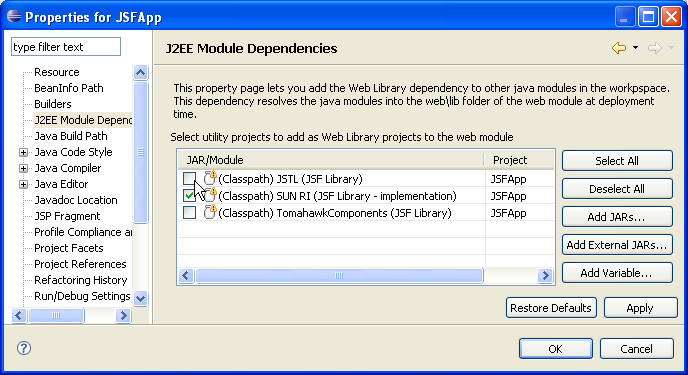 Properties for JSFApp
type filter text
Resource
BeanInfo Path
Builders
J2EE Module Depend
Java Build Path
Java Code Style
Java Compiler
Java Editor
Javadoc Location
JSP Fragment
Profile Compliance a
Project Facets
Project References
Refactoring History
Run/Debug Settings
J2EE Module Dependencies
This property page lets you add the Web Library dependency to other java modules in the workpspace.
This dependency resolves the java modules into the web\lib folder of the web module at deployment
time.
Select utility projects to add as Web Library projects to the web module
JAR/Module Project
(Classpath) JSTL (JSF Library) JSFApp
(Classpath) SUN RI (JSF Library - implementation) JSFApp
(Classpath) TomahawkComponents (JSF Library) JSFApp
Select All
Deselect All
Add JARs...
Add External JARs...
Add Variable...
Restore Defaults Apply
? OK Cancel